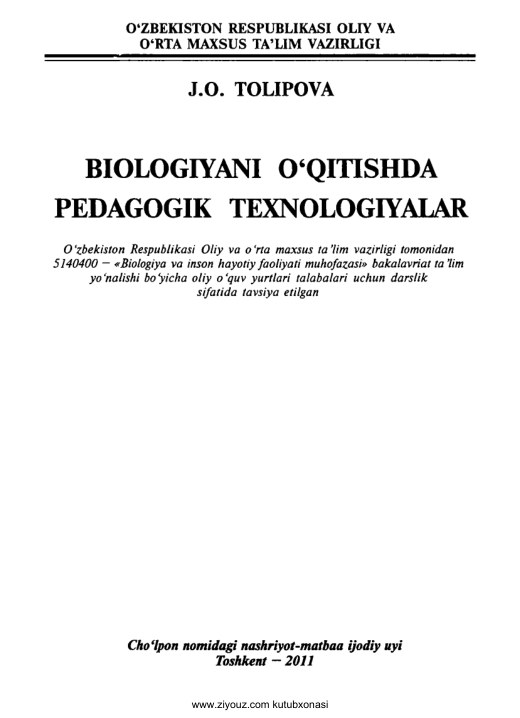 O‘ZBEKISTON RESPUBLIKASI OLIY VA
O‘RTA MAXSUS TA’LIM VAZIRLIGI
J.O. TOLIPOVA
BIOLOGIYANI O‘QITISHDA
PEDAGOGIK TEXNOLOGIYALAR
O‘zbekiston Respublikasi Oliy va o‘rta maxsus ta’lim vazirligi tomonidan
5140400 — «Biologiya va inson hayotiy faoliyati muhofazasi» bakalavriat ta’lim
yo‘nalishi bo‘yicha oliy o‘quv yurtlari talabalari uchun darslik
sifatida tavsiya etilgan
Cho‘lpon nomidagi nashriyot-matbaa ijodiy uyi
Toshkent — 2011
www.ziyouz.com kutubxonasi